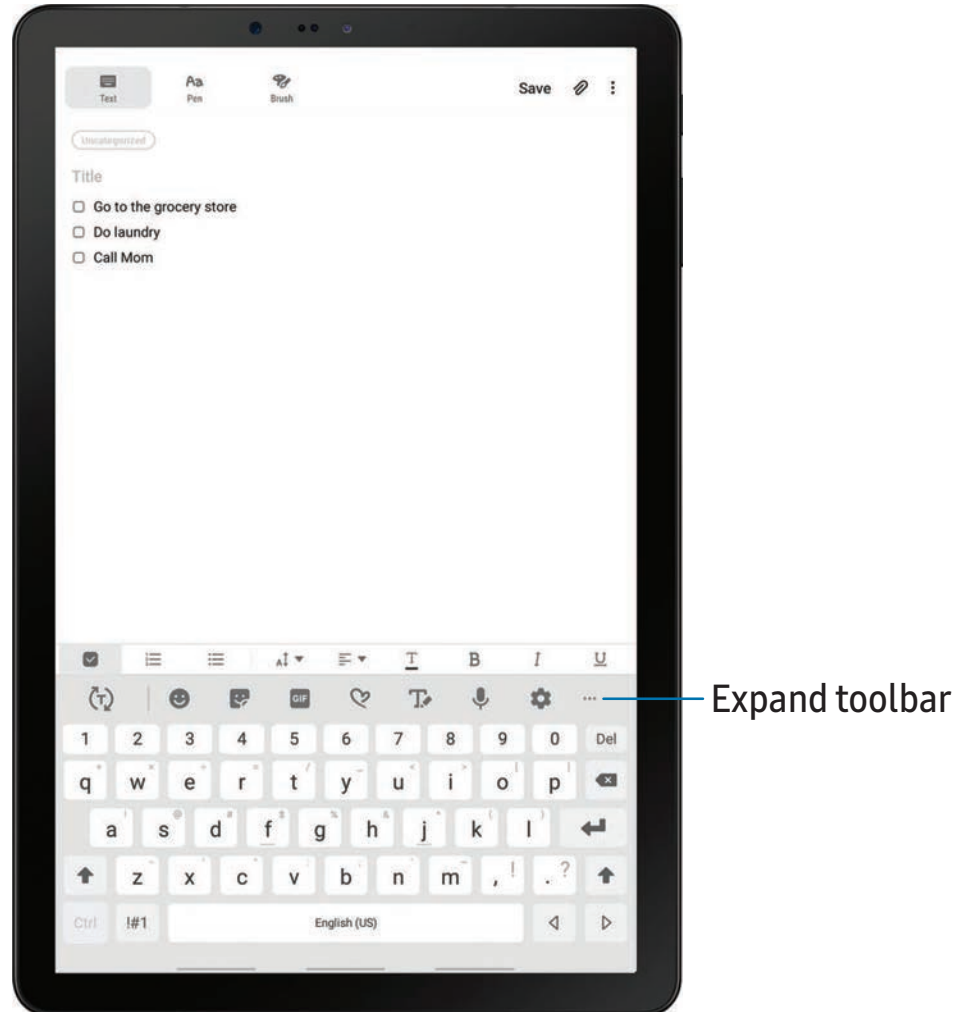 Text
Aa
Pen
Brush
Save
Uncategorized
Title
Go to the grocery store
Do laundry
Call Mom
A T B I U
T GIF T
Expand toolbar
1 2 3 4 5 6 7 8 9 0 Del
q w e r t y u i o p
a s d f g h j k l
z x c v b n m , ! . ?
Ctrl !#1 English (US)